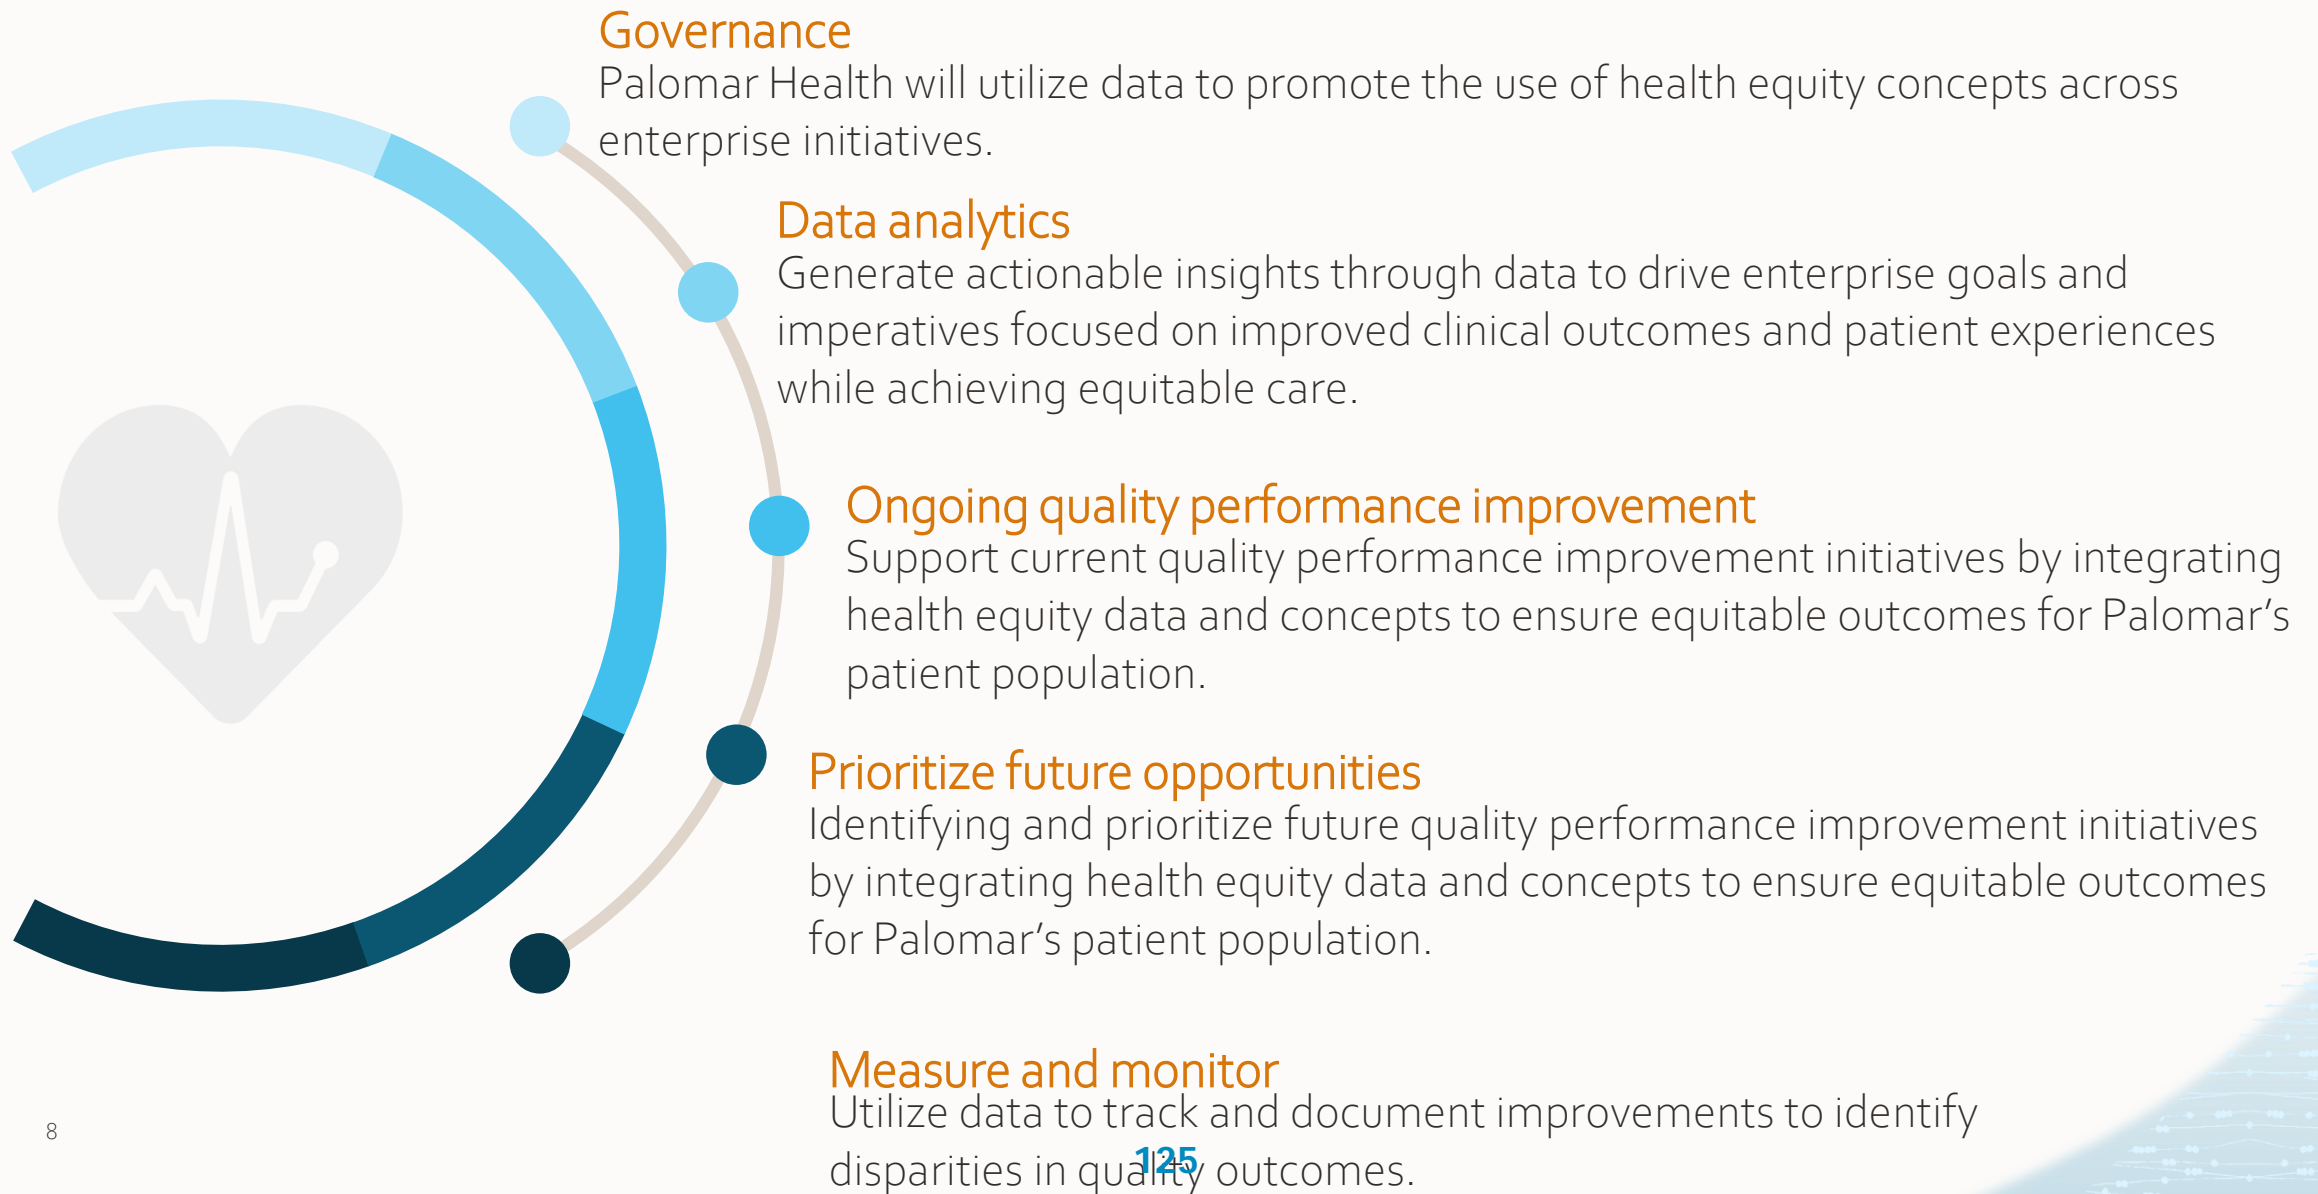 Governance
Palomar Health will utilize data to promote the use of health equity concepts across
enterprise initiatives.
Data analytics
Generate actionable insights through data to drive enterprise goals and
imperatives focused on improved clinical outcomes and patient experiences
while achieving equitable care.
Ongoing quality performance improvement
Support current quality performance improvement initiatives by integrating
health equity data and concepts to ensure equitable outcomes for Palomar’s
patient population.
Prioritize future opportunities
Identifying and prioritize future quality performance improvement initiatives
by integrating health equity data and concepts to ensure equitable outcomes
for Palomar’s patient population.
Measure and monitor
Utilize data to track and document improvements to identify
disparities in quality outcomes.
8
125